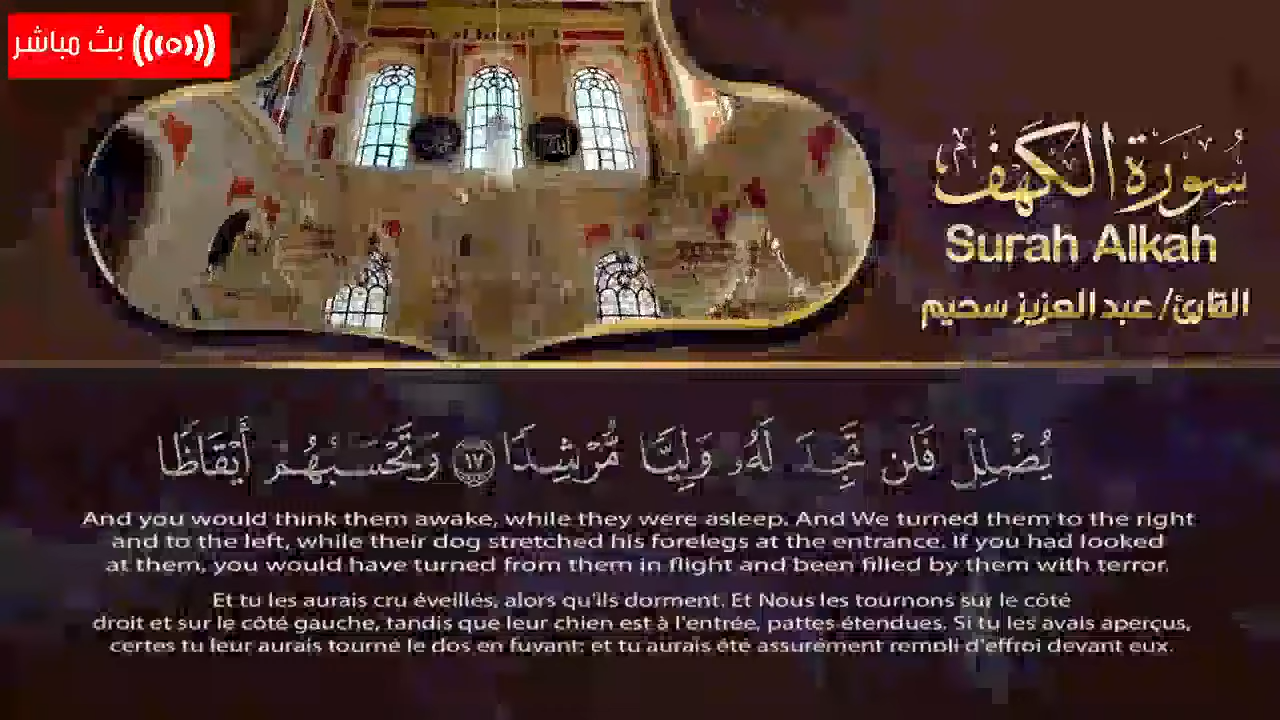 بث مباشر
سورة الكهف
Surah Alkah
القارئ/ عبد العزيز سحيم
يُضْلِلْ فَلَن تَجِدَ لَهُۥ وَلِيًّا مُّرْشِدًا ١٧ وَتَحْسَبُهُمْ أَيْقَاظًا
And you would think them awake, while they were asleep. And We turned them to the right
and to the left, while their dog stretched his forelegs at the entrance. If you had looked
at them, you would have turned from them in flight and been filled by them with terror.
Et tu les aurais cru éveillés, alors qu'ils dorment. Et Nous les tournons sur le côté
droit et sur le côté gauche, tandis que leur chien est à l'entrée, pattes étendues. Si tu les avais aperçus,
certes tu leur aurais tourné le dos en fuyant; et tu aurais été assurément rempli d'effroi devant eux.